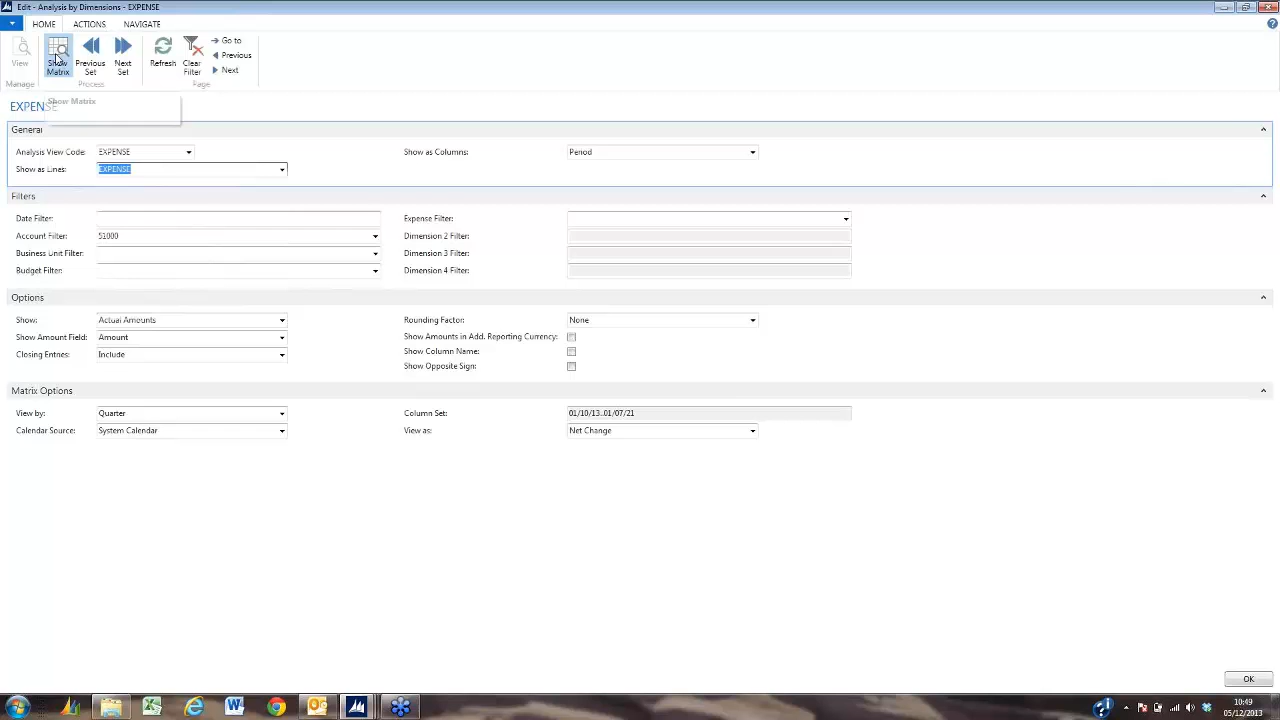 Edit - Analysis by Dimensions - EXPENSE
HOME ACTIONS NAVIGATE
View
Show Matrix
Previous Set
Next Set
Refresh
Clear Filter
Go to
Previous
Next
Manage Process Page
EXPENSE
Show Matrix
General
Analysis View Code: EXPENSE Show as Columns: Period
Show as Lines: EXPENSE
Filters
Date Filter: Expense Filter:
Account Filter: 51000 Dimension 2 Filter:
Business Unit Filter: Dimension 3 Filter:
Budget Filter: Dimension 4 Filter:
Options
Show: Actual Amounts Rounding Factor: None
Show Amount Field: Amount Show Amounts in Add. Reporting Currency:
Closing Entries: Include Show Column Name:
Show Opposite Sign:
Matrix Options
View by: Quarter Column Set: 01/10/13..01/07/21
Calendar Source: System Calendar View as: Net Change
OK
10:49
05/12/2013